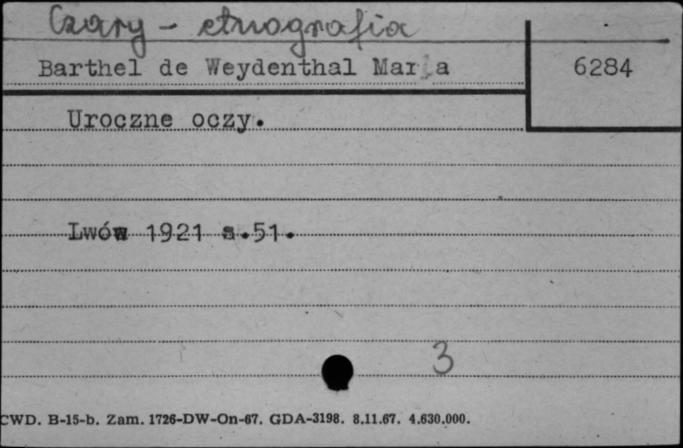 Czary - etnografia
Barthel de Weydenthal Maria 6284
Uroczne oczy.
Lwów 1921 s.51.
3
CWD. B-15-b. Zam. 1726-DW-On-67. GDA-3198. 8.11.67. 4.630.000.